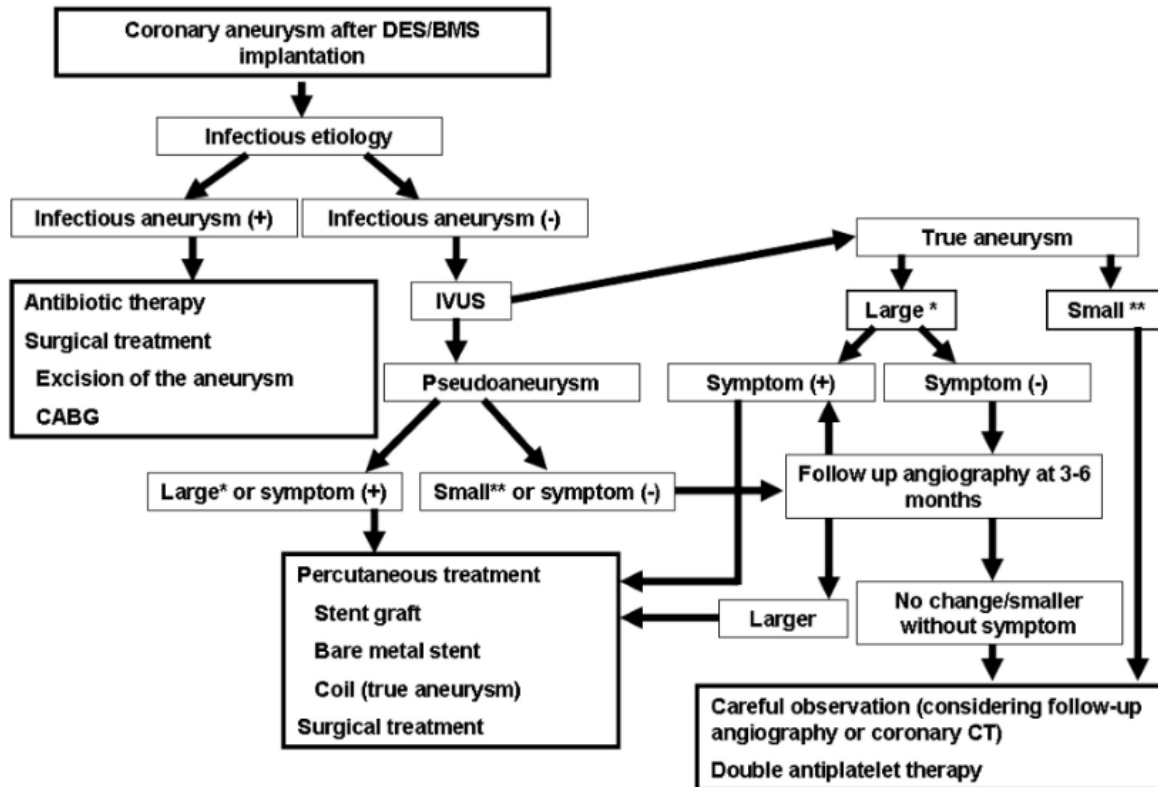 Coronary aneurysm after DES/BMS
implantation
Infectious etiology
Infectious aneurysm (+)
Infectious aneurysm (-)
True aneurysm
Antibiotic therapy
Surgical treatment
Excision of the aneurysm
CABG
IVUS
Large *
Small **
Pseudoaneurysm
Symptom (+)
Symptom (-)
Large* or symptom (+)
Small** or symptom (-)
Follow up angiography at 3-6
months
Percutaneous treatment
Stent graft
Bare metal stent
Coil (true aneurysm)
Surgical treatment
Larger
No change/smaller
without symptom
Careful observation (considering follow-up
angiography or coronary CT)
Double antiplatelet therapy